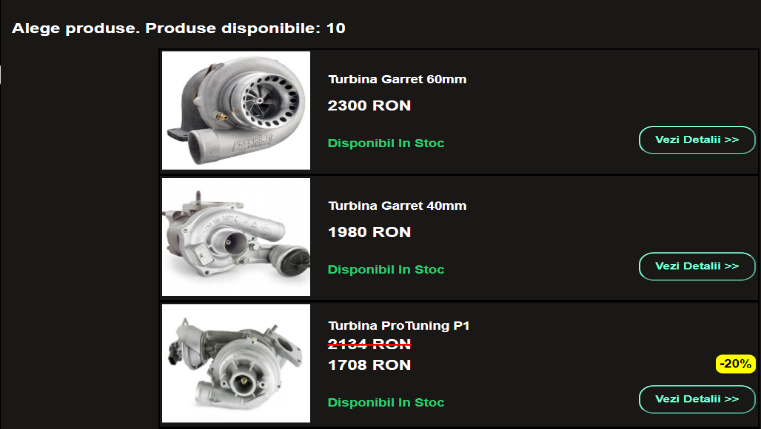 Alege produse. Produse disponibile: 10
Turbina Garret 60mm
2300 RON
Disponibil In Stoc
Vezi Detalii >>
Turbina Garret 40mm
1980 RON
Disponibil In Stoc
Vezi Detalii >>
Turbina ProTuning P1
2134 RON
1708 RON
-20%
Disponibil In Stoc
Vezi Detalii >>